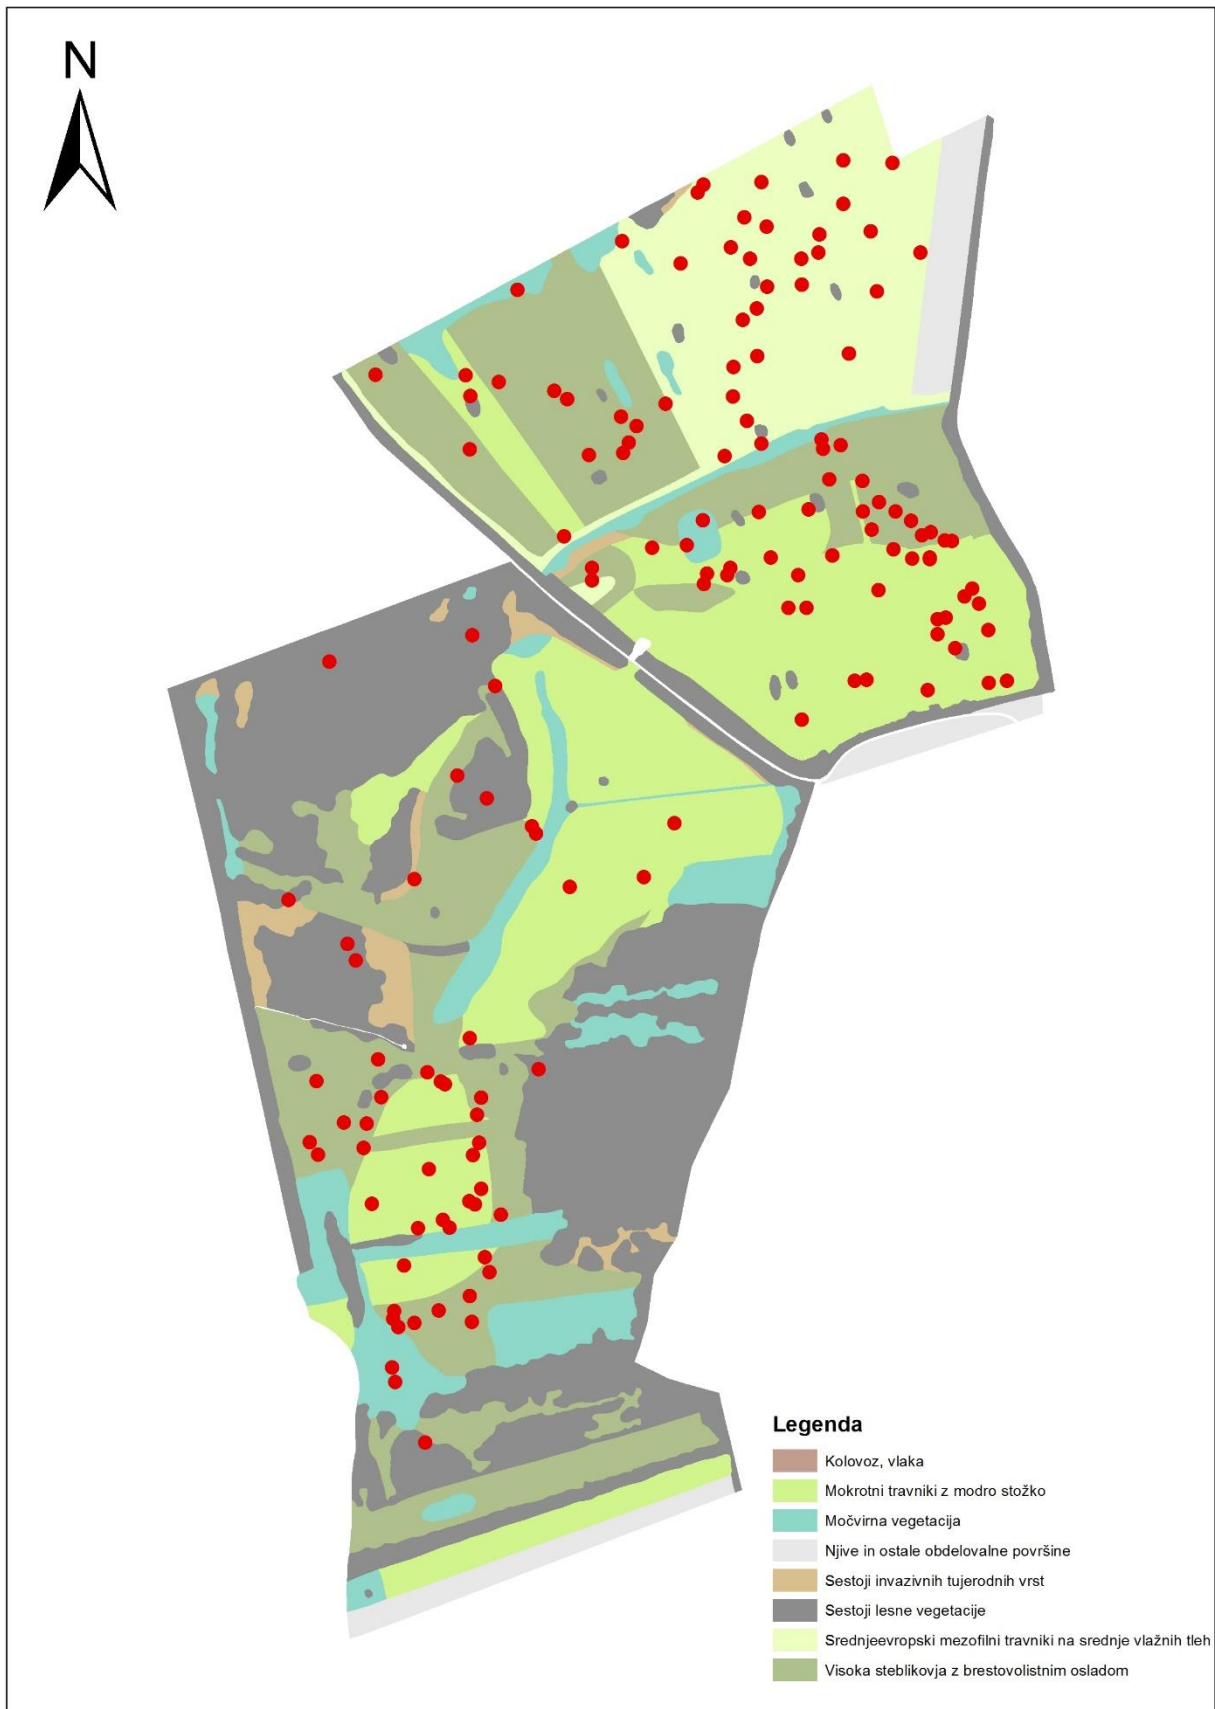 N
Legenda
Kolovoz, vlaka
Mokrotni travniki z modro stožko
Močvirna vegetacija
Njive in ostale obdelovalne površine
Sestoji invazivnih tujerodnih vrst
Sestoji lesne vegetacije
Srednjeevropski mezofilni travniki na srednje vlažnih tleh
Visoka steblikovja z brestovolistnim osladom